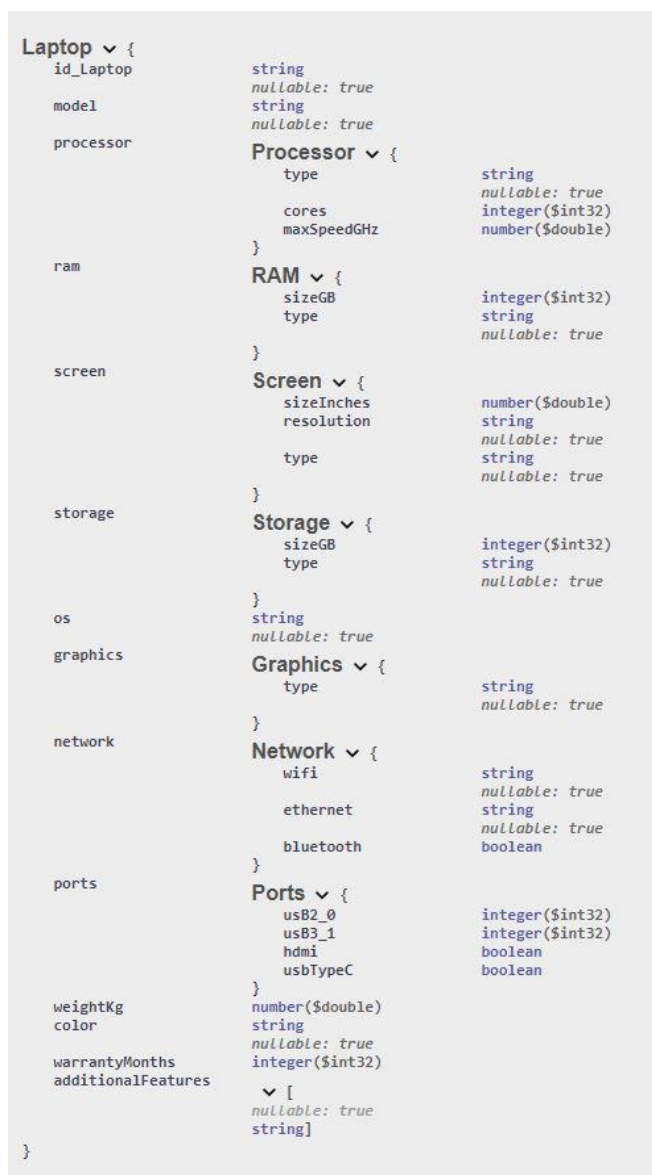 Laptop {
id_Laptop string
nullable: true
model string
nullable: true
processor Processor {
type string
nullable: true
cores integer($int32)
maxSpeedGHz number($double)
}
ram RAM {
sizeGB integer($int32)
type string
nullable: true
}
screen Screen {
sizeInches number($double)
resolution string
nullable: true
type string
nullable: true
}
storage Storage {
sizeGB integer($int32)
type string
nullable: true
}
os string
nullable: true
graphics Graphics {
type string
nullable: true
}
network Network {
wifi string
nullable: true
ethernet string
nullable: true
bluetooth boolean
}
ports Ports {
usB2_0 integer($int32)
usB3_1 integer($int32)
hdmi boolean
usbTypeC boolean
}
weightKg number($double)
color string
nullable: true
warrantyMonths integer($int32)
additionalFeatures [
nullable: true
string]
}